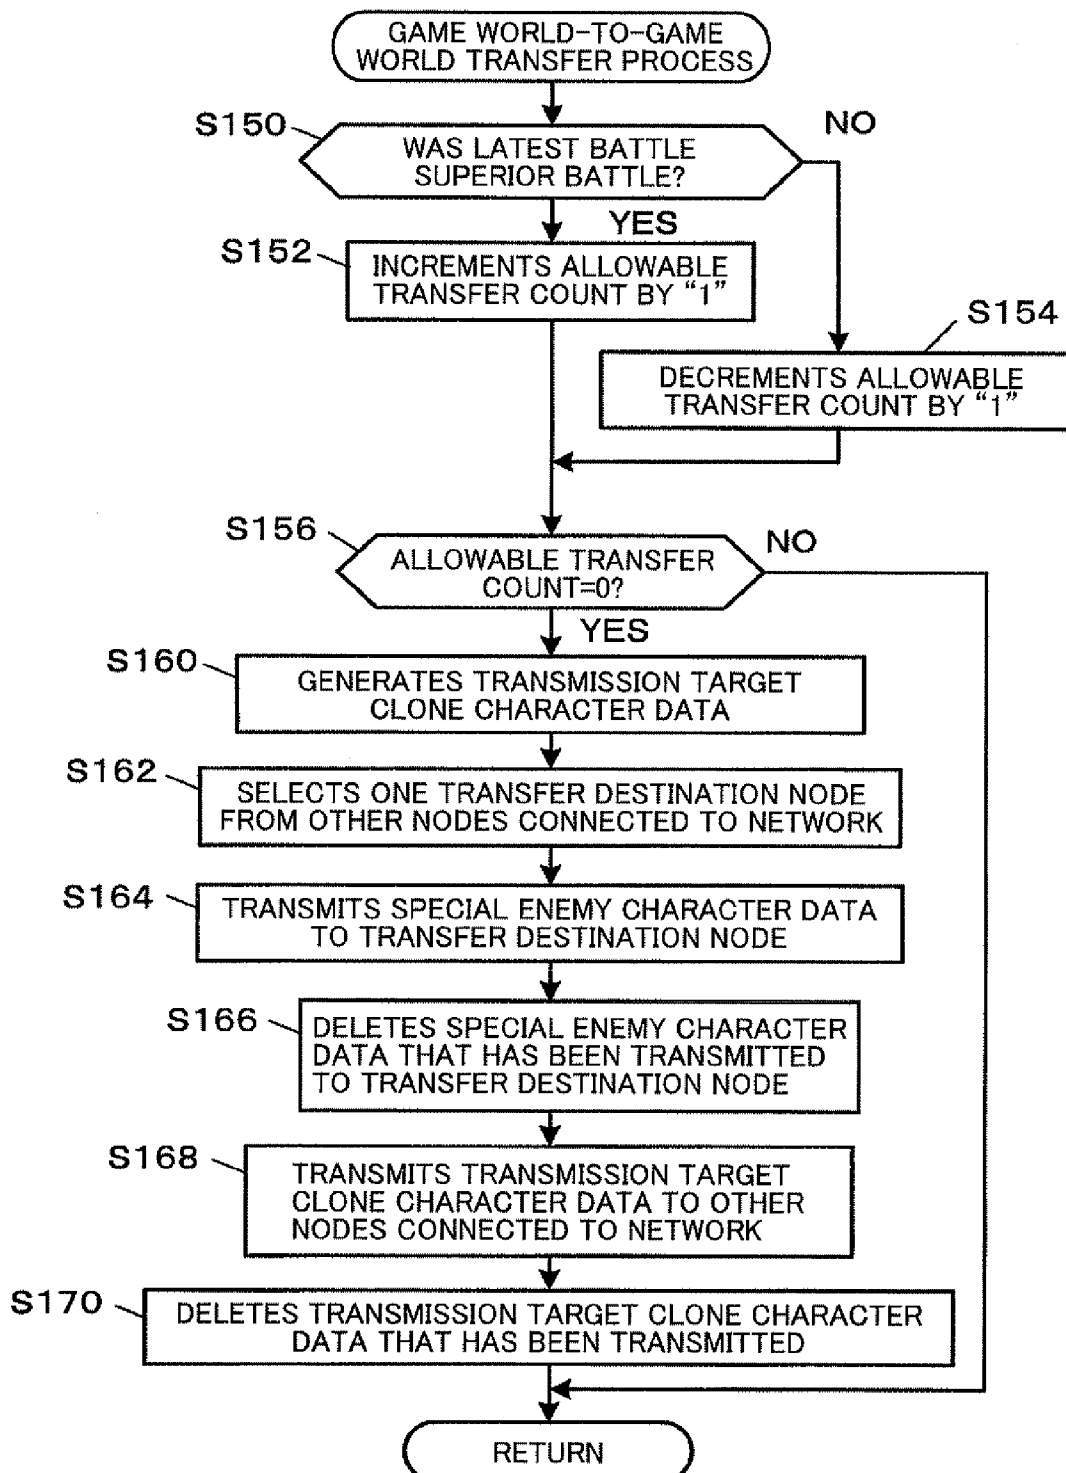 GAME WORLD-TO-GAME
WORLD TRANSFER PROCESS
S150
NO
WAS LATEST BATTLE
SUPERIOR BATTLE?
YES
S152
INCREMENTS ALLOWABLE
TRANSFER COUNT BY “1”
S154
DECREMENTS ALLOWABLE
TRANSFER COUNT BY “1”
S156
NO
ALLOWABLE TRANSFER
COUNT=0?
YES
S160
GENERATES TRANSMISSION TARGET
CLONE CHARACTER DATA
S162
SELECTS ONE TRANSFER DESTINATION NODE
FROM OTHER NODES CONNECTED TO NETWORK
S164
TRANSMITS SPECIAL ENEMY CHARACTER DATA
TO TRANSFER DESTINATION NODE
S166
DELETES SPECIAL ENEMY CHARACTER
DATA THAT HAS BEEN TRANSMITTED
TO TRANSFER DESTINATION NODE
S168
TRANSMITS TRANSMISSION TARGET
CLONE CHARACTER DATA TO OTHER
NODES CONNECTED TO NETWORK
S170
DELETES TRANSMISSION TARGET CLONE CHARACTER
DATA THAT HAS BEEN TRANSMITTED
RETURN